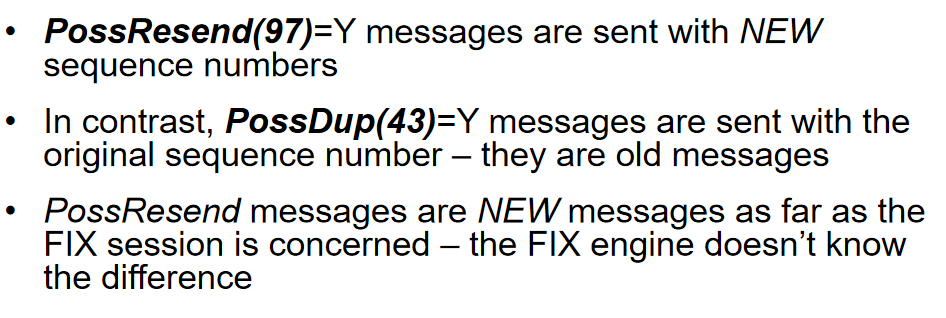 • PossResend(97)=Y messages are sent with NEW
sequence numbers
• In contrast, PossDup(43)=Y messages are sent with the
original sequence number – they are old messages
• PossResend messages are NEW messages as far as the
FIX session is concerned – the FIX engine doesn’t know
the difference